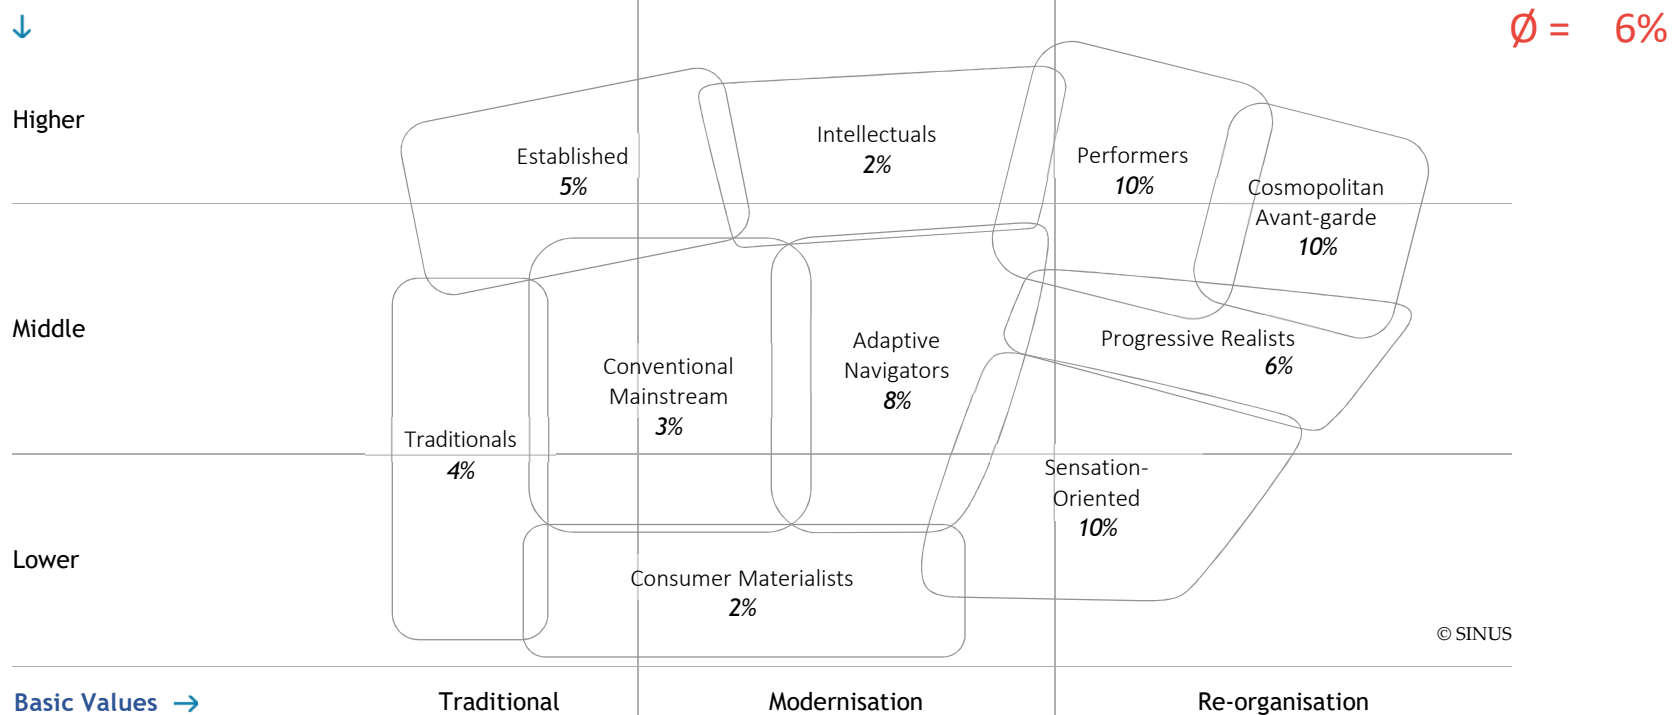 ↓
Ø = 6%
Higher
Established
5%
Intellectuals
2%
Performers
10%
Cosmopolitan
Avant-garde
10%
Middle
Conventional
Mainstream
3%
Adaptive
Navigators
8%
Progressive Realists
6%
Traditionals
4%
Sensation-
Oriented
10%
Lower
Consumer Materialists
2%
© SINUS
Basic Values →
Traditional
Modernisation
Re-organisation